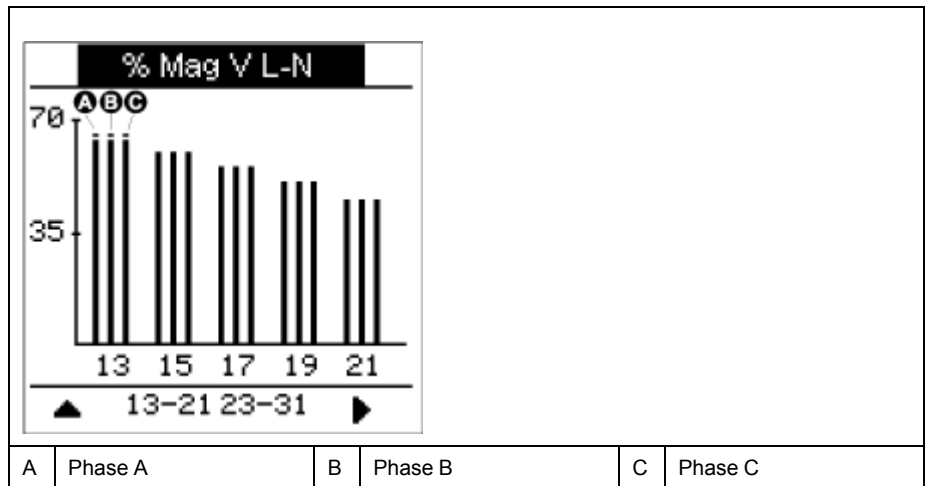 % Mag V L-N
A B C
70
35
13 15 17 19 21
13-21 23-31
A Phase A B Phase B C Phase C